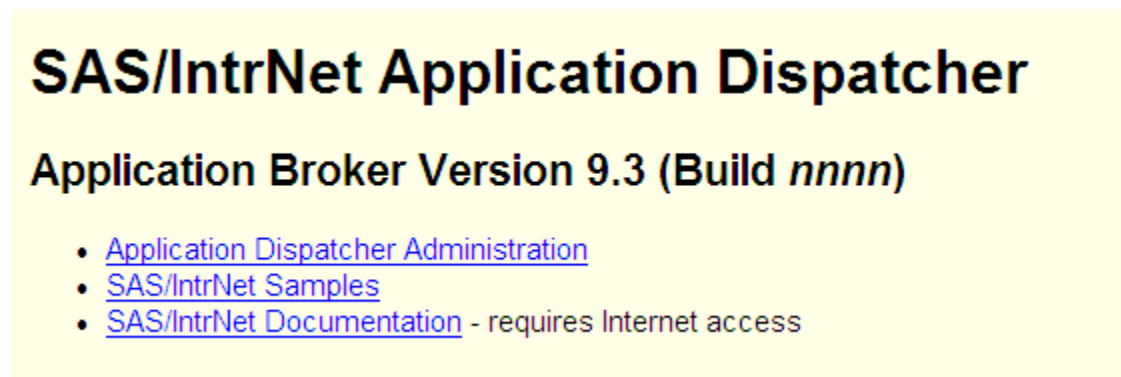 SAS/IntrNet Application Dispatcher
Application Broker Version 9.3 (Build nnnn)
• Application Dispatcher Administration
• SAS/IntrNet Samples
• SAS/IntrNet Documentation - requires Internet access